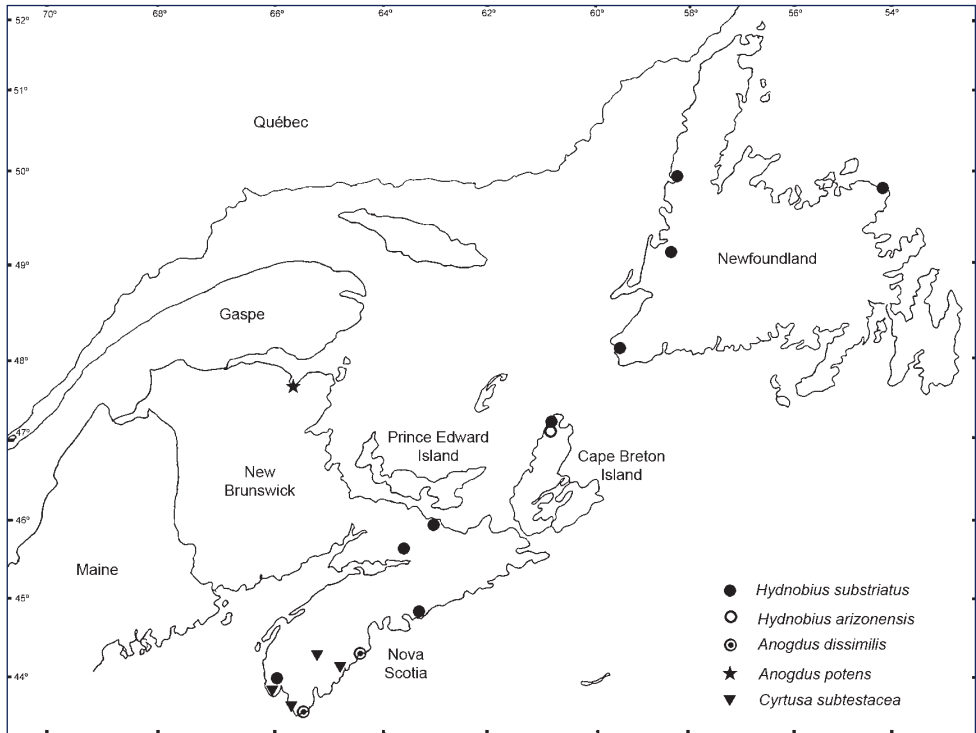 70° 68° 66° 64° 62° 60° 58° 56° 54°
52°
51°
50°
49°
48°
47°
46°
45°
44°
Québec
Newfoundland
Gaspe
Prince Edward
Island
Cape Breton
Island
New
Brunswick
Maine
Nova
Scotia
Hydnobius substriatus
Hydnobius arizonensis
Anogdus dissimilis
Anogdus potens
Cyrtusa subtestacea